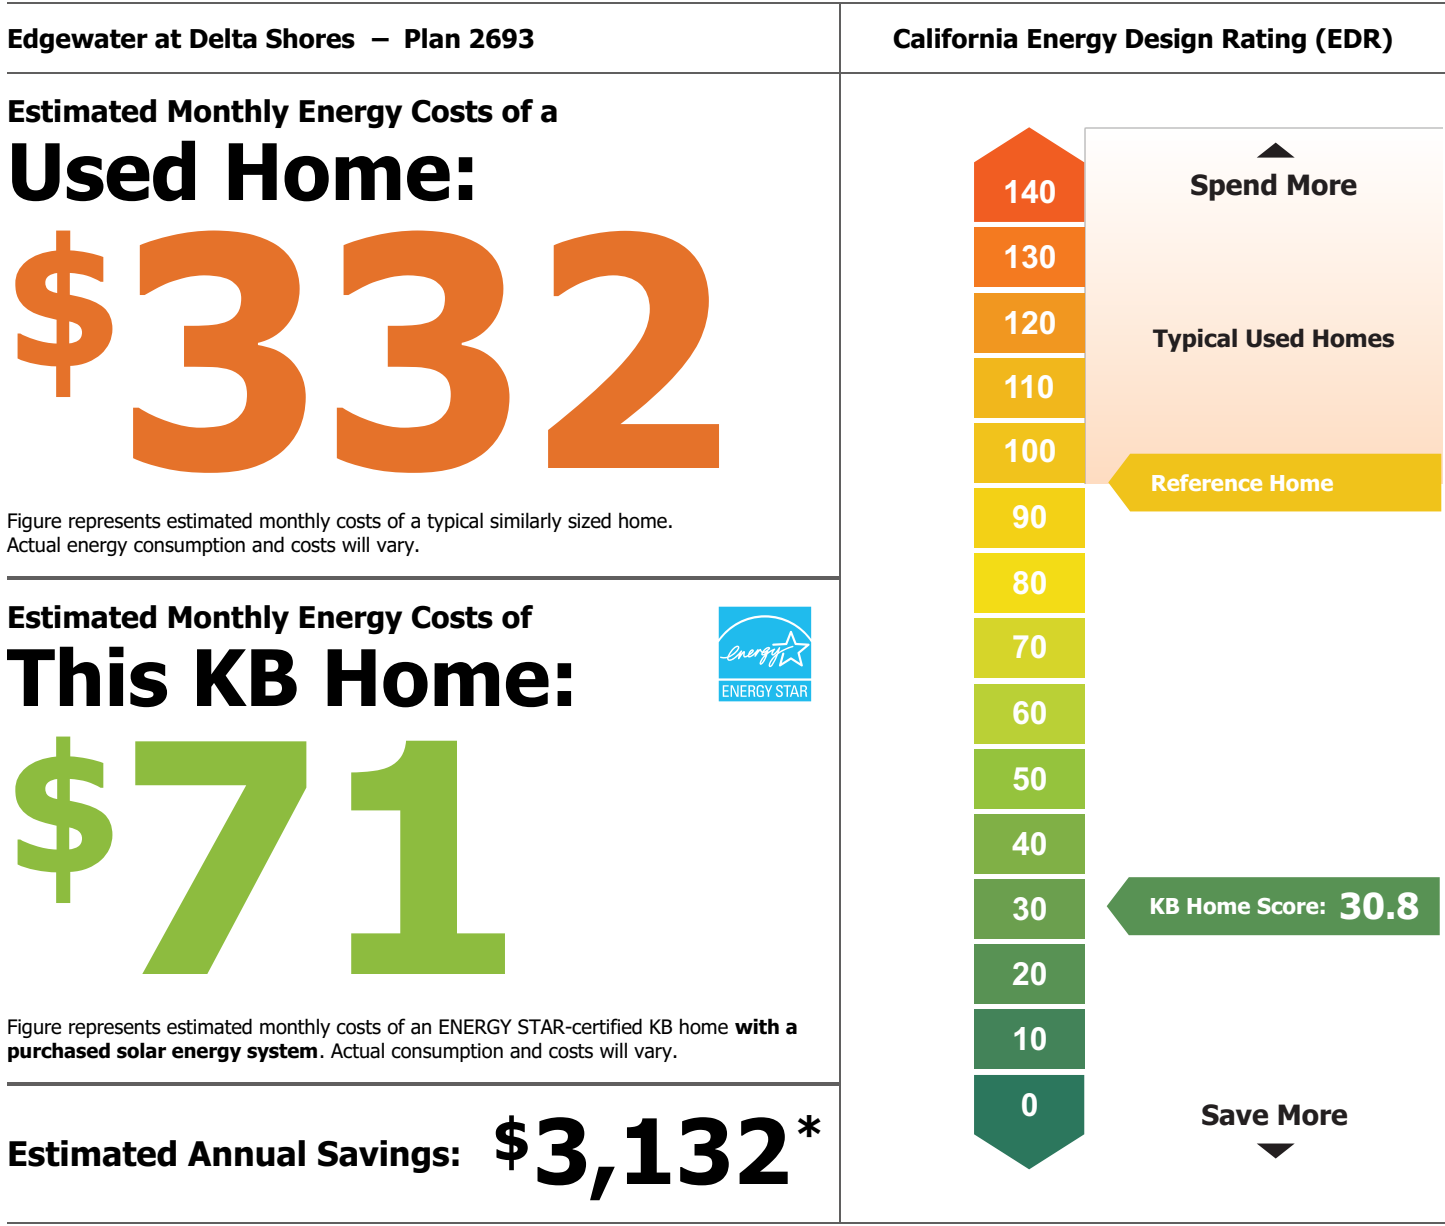 Edgewater at Delta Shores – Plan 2693
Estimated Monthly Energy Costs of a
Used Home:
$332
Figure represents estimated monthly costs of a typical similarly sized home.
Actual energy consumption and costs will vary.
Estimated Monthly Energy Costs of
This KB Home:
energy
ENERGY STAR
$71
Figure represents estimated monthly costs of an ENERGY STAR-certified KB home with a
purchased solar energy system. Actual consumption and costs will vary.
Estimated Annual Savings: $3,132*
California Energy Design Rating (EDR)
Spend More
140
130
120
Typical Used Homes
110
100
Reference Home
90
80
70
60
50
40
30
KB Home Score: 30.8
20
10
0
Save More